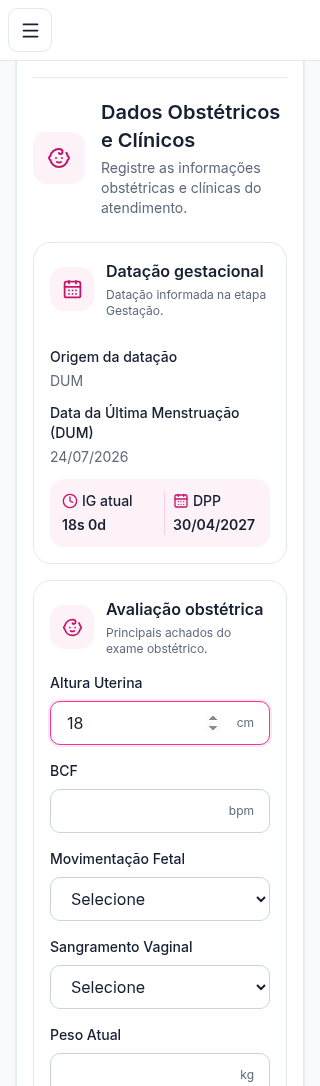 Dados Obstétricos
e Clínicos
Registre as informações
obstétricas e clínicas do
atendimento.
Datação gestacional
Datação informada na etapa
Gestação.
Origem da datação
DUM
Data da Última Menstruação
(DUM)
24/07/2026
IG atual
18s 0d
DPP
30/04/2027
Avaliação obstétrica
Principais achados do
exame obstétrico.
Altura Uterina
18 cm
BCF
bpm
Movimentação Fetal
Selecione
Sangramento Vaginal
Selecione
Peso Atual
kg